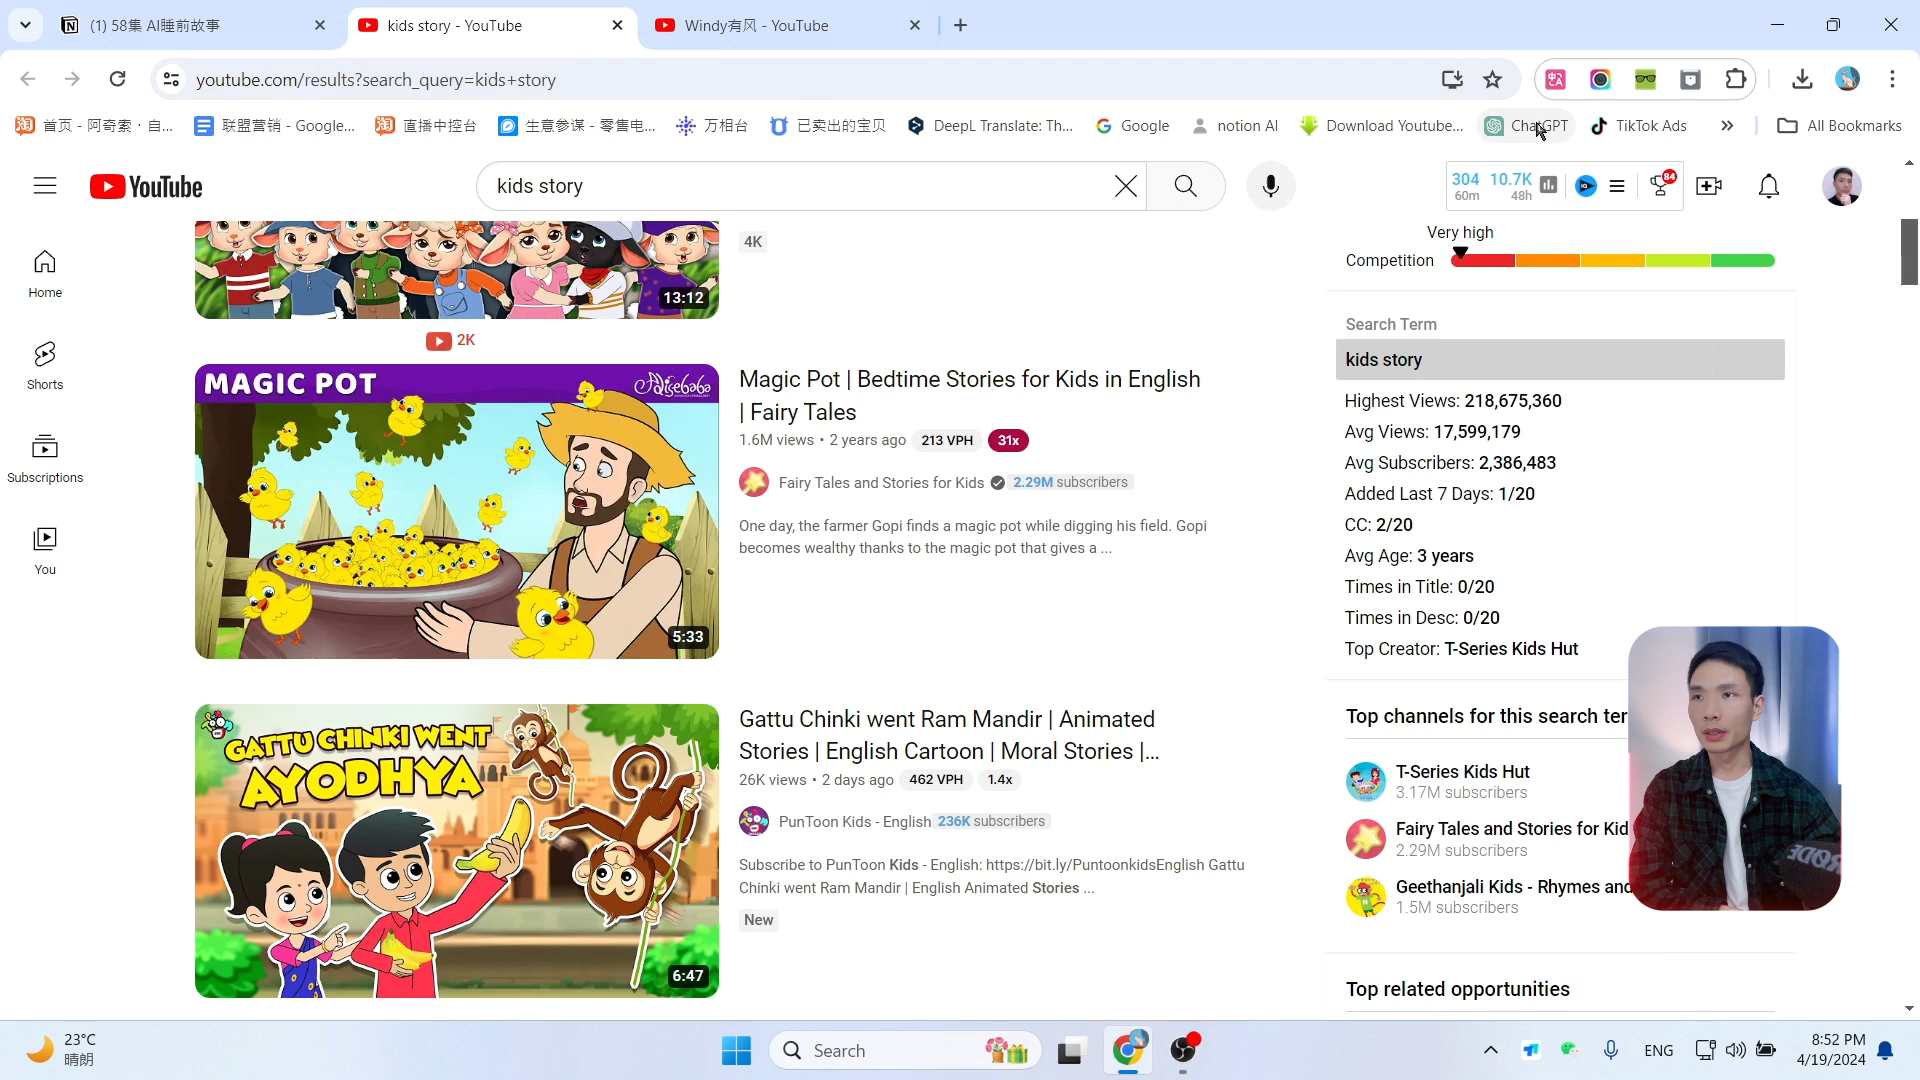 (1) 58集 AI睡前故事
kids story - YouTube
Windy有风 - YouTube
youtube.com/results?search_query=kids+story
首页 - 阿奇索 · 自...
联盟营销 - Google...
直播中控台
生意参谋 - 零售电...
万相台
已卖出的宝贝
DeepL Translate: Th...
Google
notion AI
Download Youtube...
ChatGPT
TikTok Ads
All Bookmarks
YouTube
kids story
304 10.7K
60m 48h
84
Home
Shorts
Subscriptions
You
13:12
4K
2K
MAGIC POT
Alisebaba
5:33
Magic Pot | Bedtime Stories for Kids in English
| Fairy Tales
1.6M views • 2 years ago 213 VPH 31x
Fairy Tales and Stories for Kids 2.29M subscribers
One day, the farmer Gopi finds a magic pot while digging his field. Gopi
becomes wealthy thanks to the magic pot that gives a ...
GATTU CHINKI WENT
AYODHYA
6:47
Gattu Chinki went Ram Mandir | Animated
Stories | English Cartoon | Moral Stories |...
26K views • 2 days ago 462 VPH 1.4x
PunToon Kids - English 236K subscribers
Subscribe to PunToon Kids - English: https://bit.ly/PuntoonkidsEnglish Gattu
Chinki went Ram Mandir | English Animated Stories ...
New
Very high
Competition
Search Term
kids story
Highest Views: 218,675,360
Avg Views: 17,599,179
Avg Subscribers: 2,386,483
Added Last 7 Days: 1/20
CC: 2/20
Avg Age: 3 years
Times in Title: 0/20
Times in Desc: 0/20
Top Creator: T-Series Kids Hut
Top channels for this search ter
T-Series Kids Hut
3.17M subscribers
Fairy Tales and Stories for Kid
2.29M subscribers
Geethanjali Kids - Rhymes and
1.5M subscribers
RØDE
Top related opportunities
23°C
晴朗
Search
ENG
8:52 PM
4/19/2024